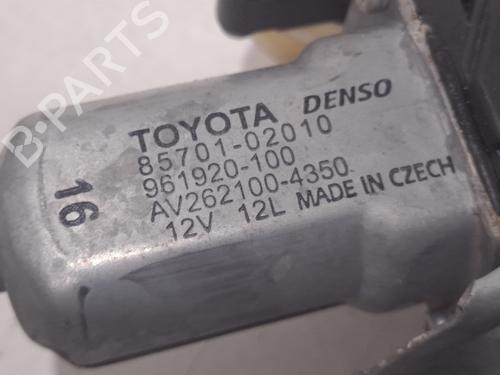 B-PARTS
TOYOTA DENSO
85701-02010
961920-100
AV262100-4350
12V 12L MADE IN CZECH
16